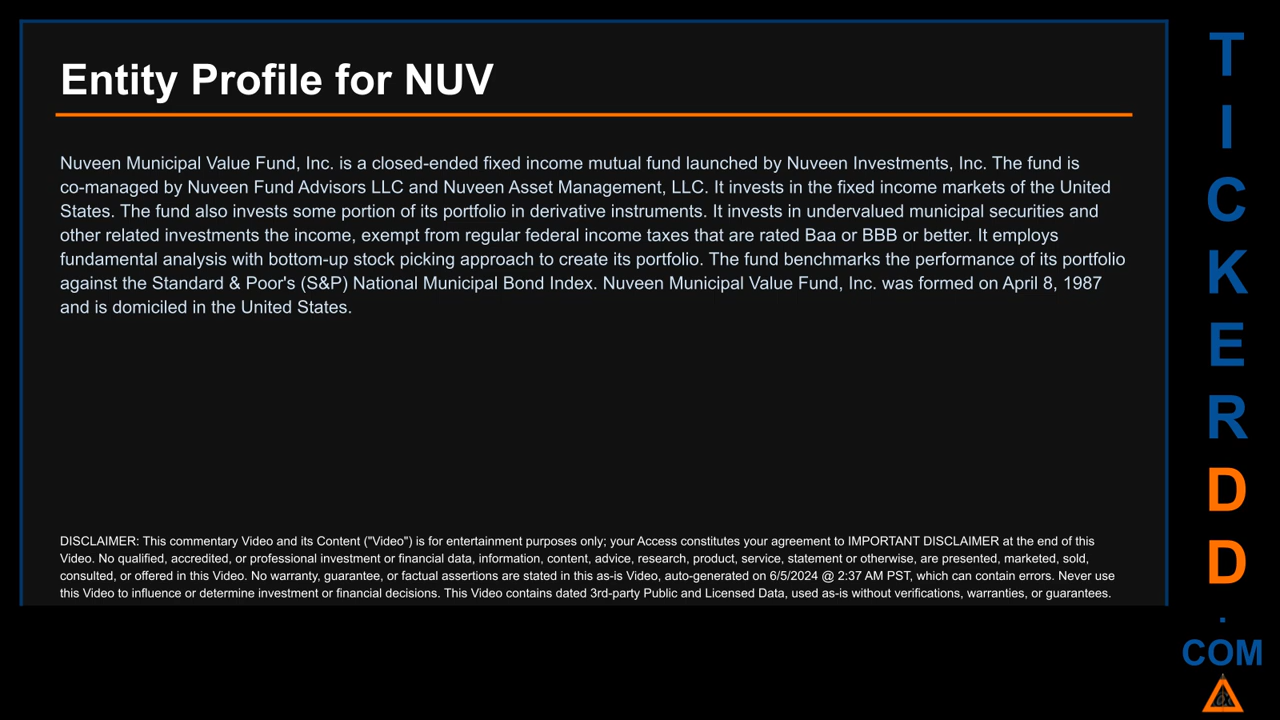 Entity Profile for NUV
Nuveen Municipal Value Fund, Inc. is a closed-ended fixed income mutual fund launched by Nuveen Investments, Inc. The fund is
co-managed by Nuveen Fund Advisors LLC and Nuveen Asset Management, LLC. It invests in the fixed income markets of the United
States. The fund also invests some portion of its portfolio in derivative instruments. It invests in undervalued municipal securities and
other related investments the income, exempt from regular federal income taxes that are rated Baa or BBB or better. It employs
fundamental analysis with bottom-up stock picking approach to create its portfolio. The fund benchmarks the performance of its portfolio
against the Standard & Poor's (S&P) National Municipal Bond Index. Nuveen Municipal Value Fund, Inc. was formed on April 8, 1987
and is domiciled in the United States.
DISCLAIMER: This commentary Video and its Content ("Video") is for entertainment purposes only; your Access constitutes your agreement to IMPORTANT DISCLAIMER at the end of this
Video. No qualified, accredited, or professional investment or financial data, information, content, advice, research, product, service, statement or otherwise, are presented, marketed, sold,
consulted, or offered in this Video. No warranty, guarantee, or factual assertions are stated in this as-is Video, auto-generated on 6/5/2024 @ 2:37 AM PST, which can contain errors. Never use
this Video to influence or determine investment or financial decisions. This Video contains dated 3rd-party Public and Licensed Data, used as-is without verifications, warranties, or guarantees.
T
I
C
K
E
R
D
D
.
COM